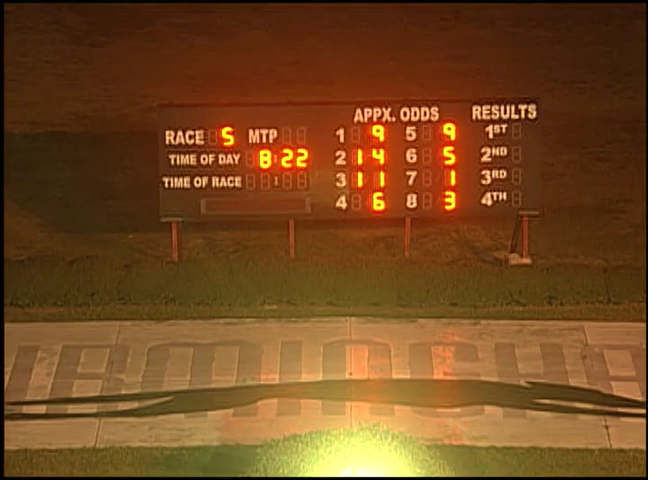 APPX. ODDS RESULTS
RACE 5 MTP 1 9 5 9 1ST
TIME OF DAY 8:22 2 14 6 5 2ND
TIME OF RACE 3 11 7 1 3RD
4 6 8 3 4TH